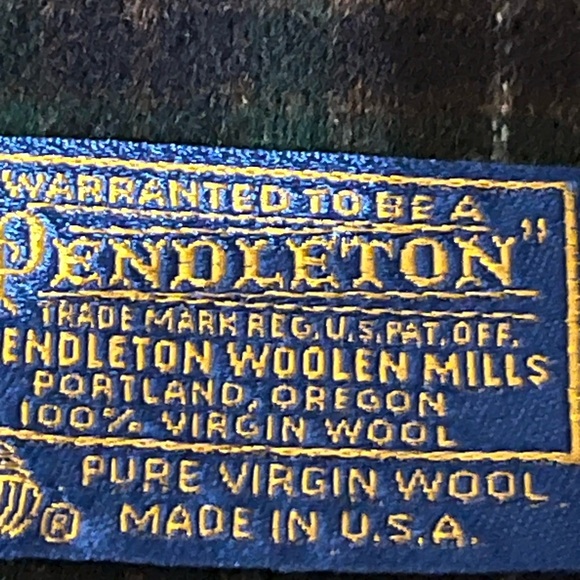 WARRANTED TO BE A
PENDLETON"
TRADE MARK REG. U.S. PAT. OFF.
ENDLETON WOOLEN MILLS
PORTLAND, OREGON
100% VIRGIN WOOL
PURE VIRGIN WOOL
® MADE IN U.S.A.